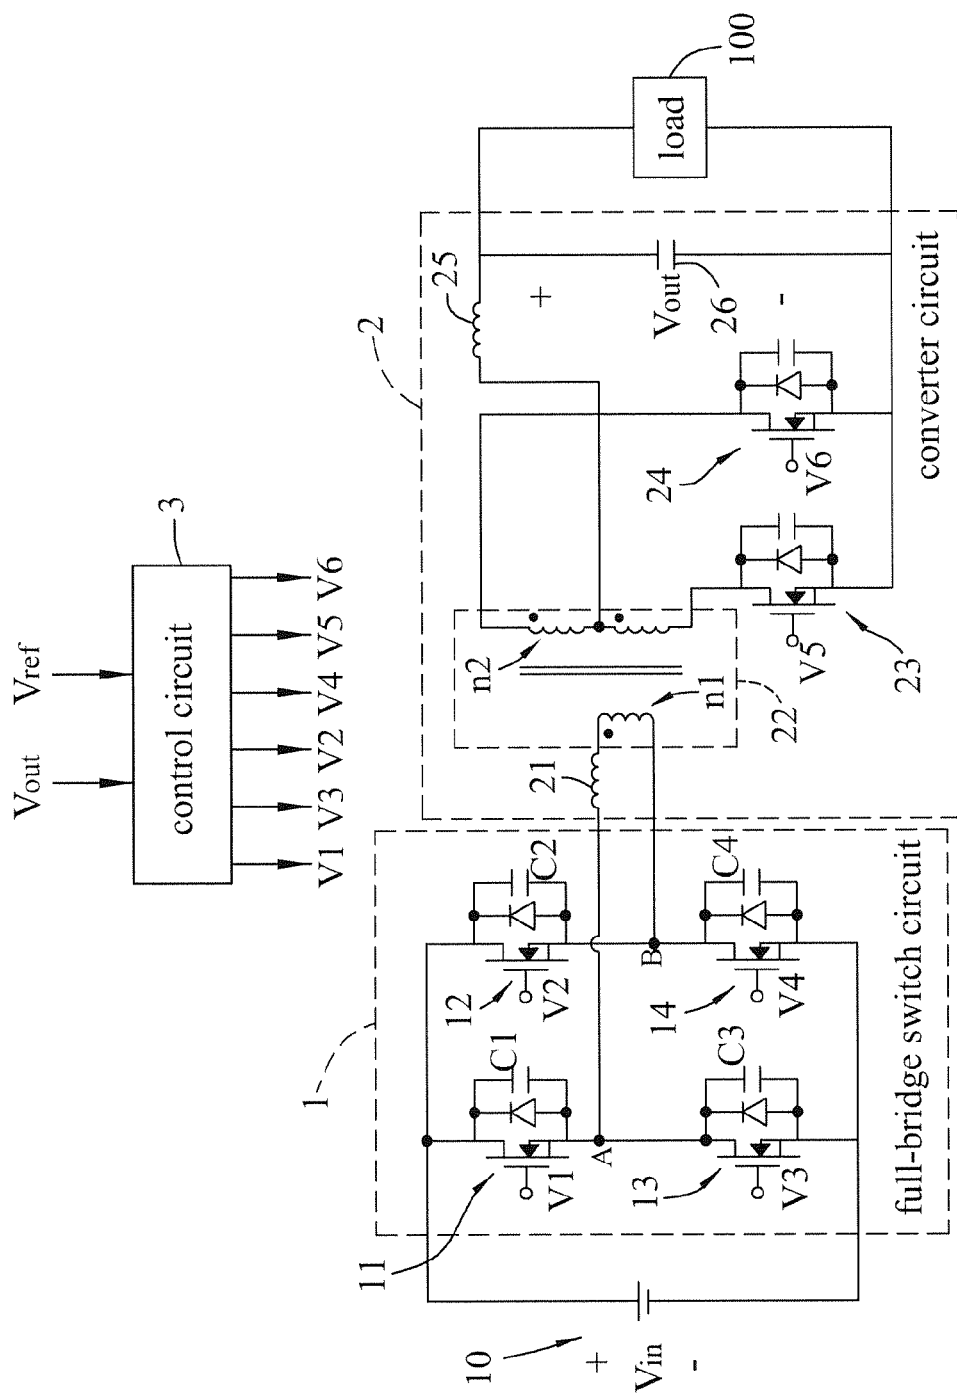 Vout
Vref
control circuit
3
V1
V3
V2
V4
V5
V6
1
2
10
+
Vin
-
11
V1
C1
12
V2
C2
A
B
13
V3
C3
14
V4
C4
full-bridge switch circuit
21
22
n1
n2
25
+
Vout
26
-
24
V6
V5
23
converter circuit
load
100